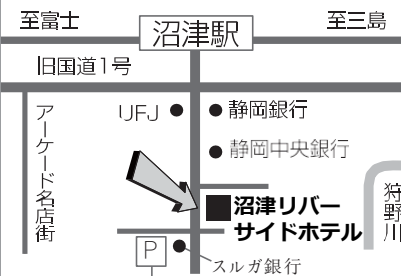 至富士
沼津駅
至三島
旧国道1号
アーケード名店街
UFJ
静岡銀行
静岡中央銀行
沼津リバー
サイドホテル
狩野川
P
スルガ銀行